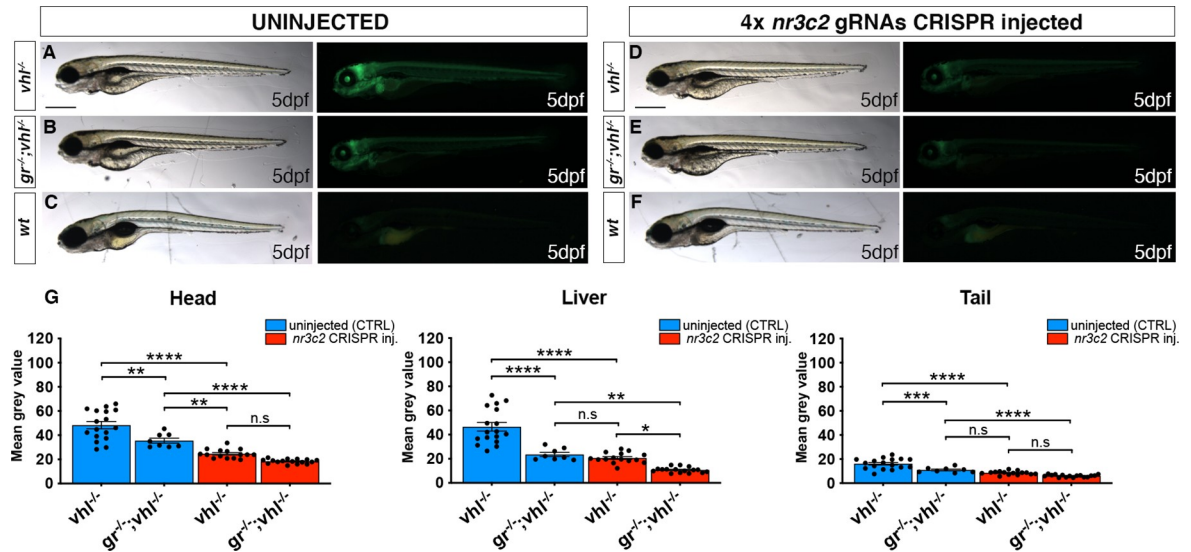 UNINJECTED
4x nr3c2 gRNAs CRISPR injected
vhl-/-
A
5dpf
5dpf
vhl-/-
D
5dpf
5dpf
gr-/-;vhl-/-
B
5dpf
5dpf
gr-/-;vhl-/-
E
5dpf
5dpf
wt
C
5dpf
5dpf
wt
F
5dpf
5dpf
G
Head
uninjected (CTRL)
nr3c2 CRISPR inj.
Mean grey value
120
100
80
60
40
20
0
****
**
****
**
n.s
vhl-/-
gr-/-;vhl-/-
vhl-/-
gr-/-;vhl-/-
Liver
uninjected (CTRL)
nr3c2 CRISPR inj.
Mean grey value
120
100
80
60
40
20
0
****
****
**
n.s
*
vhl-/-
gr-/-;vhl-/-
vhl-/-
gr-/-;vhl-/-
Tail
uninjected (CTRL)
nr3c2 CRISPR inj.
Mean grey value
120
100
80
60
40
20
0
****
***
****
n.s
n.s
vhl-/-
gr-/-;vhl-/-
vhl-/-
gr-/-;vhl-/-